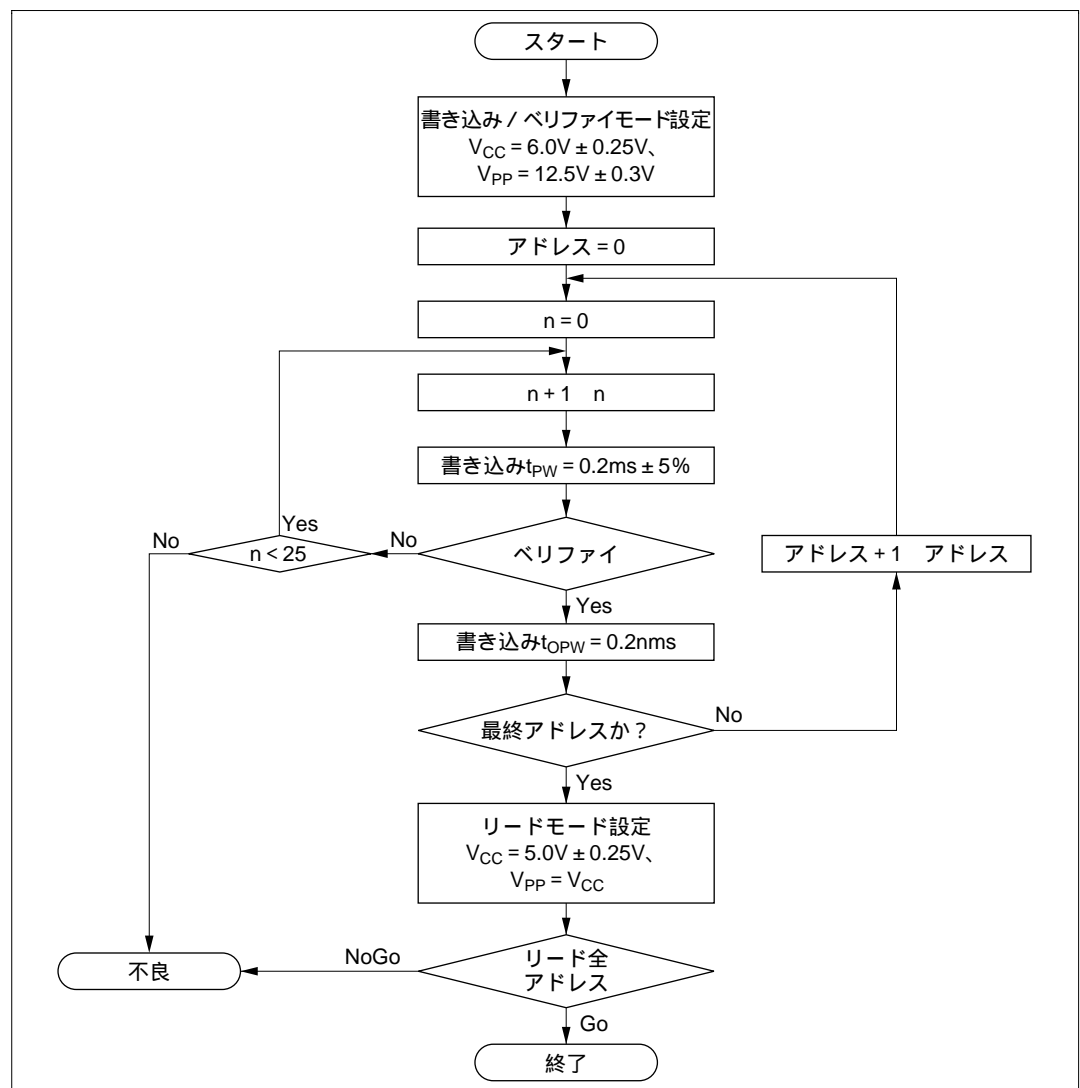 スタート
書き込み / ベリファイモード設定
VCC = 6.0V ± 0.25V、
VPP = 12.5V ± 0.3V
アドレス = 0
n = 0
n + 1 n
書き込みtPW = 0.2ms ± 5%
ベリファイ
No
n < 25
Yes
No
アドレス + 1 アドレス
Yes
書き込みtOPW = 0.2nms
最終アドレスか?
No
Yes
リードモード設定
VCC = 5.0V ± 0.25V、
VPP = VCC
リード全
アドレス
NoGo
不良
Go
終了